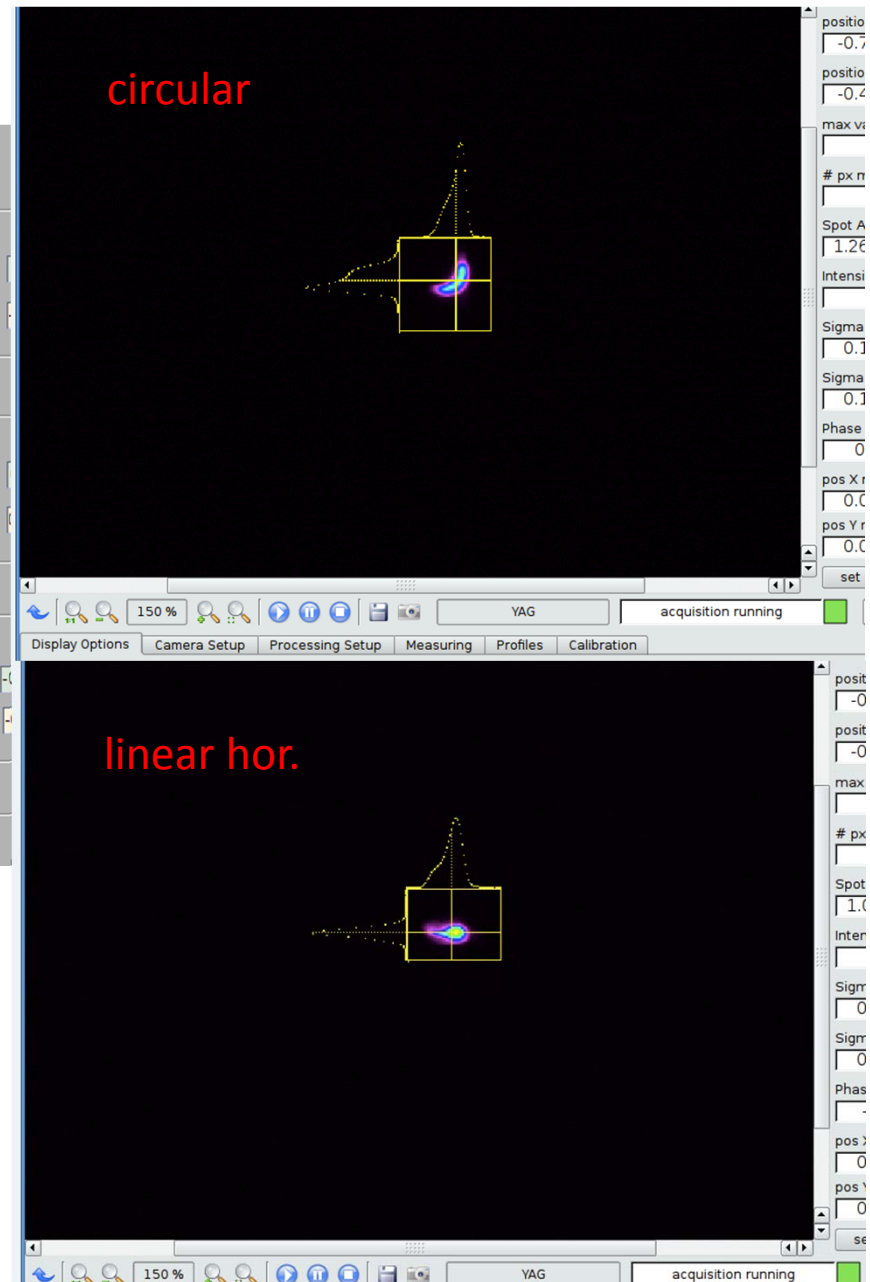 circular
positio
-0.7
positio
-0.4
max va
# px m
Spot A
1.26
Intensi
Sigma
0.1
Sigma
0.1
Phase
0
pos X r
0.0
pos Y r
0.0
set
150 %
YAG
acquisition running
Display Options
Camera Setup
Processing Setup
Measuring
Profiles
Calibration
linear hor.
posit
-0
posit
-0
max
# px
Spot
1.0
Inten
Sigm
0
Sigm
0
Phas
-
pos
0
pos
0
se
150 %
YAG
acquisition running